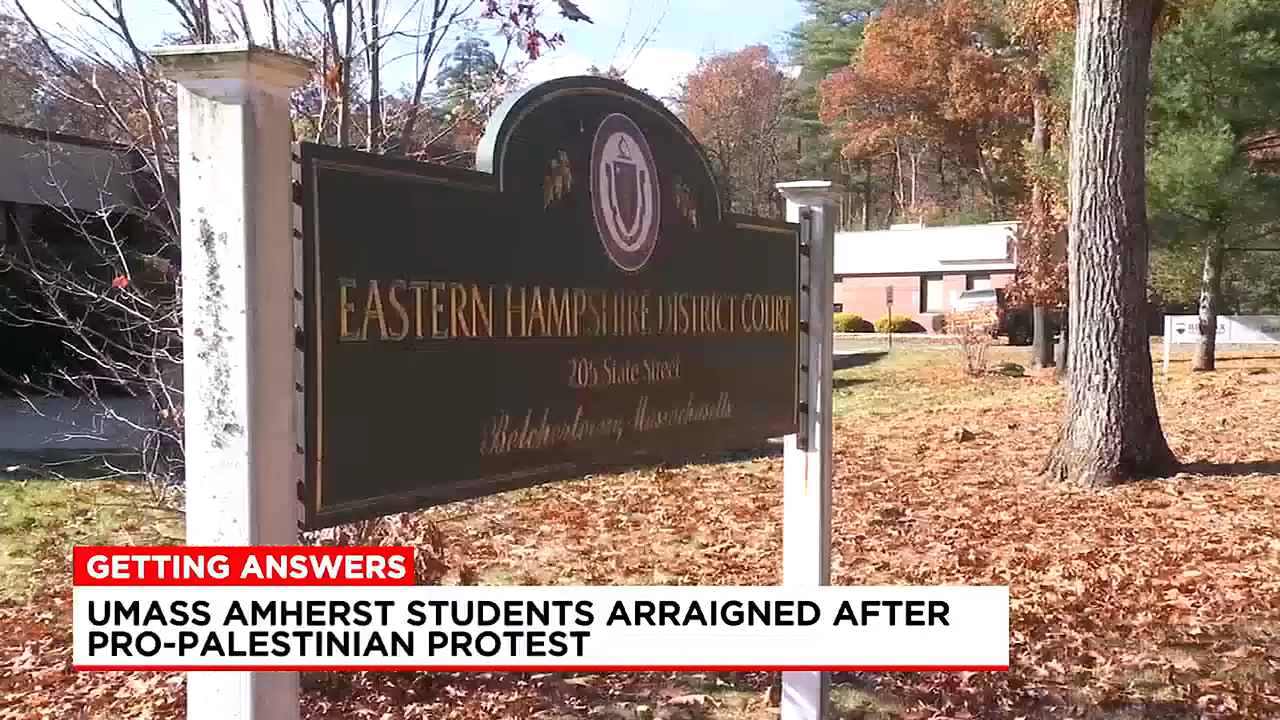 EASTERN HAMPSHIRE DISTRICT COURT
205 State Street
Belchertown, Massachusetts
GETTING ANSWERS
UMASS AMHERST STUDENTS ARRAIGNED AFTER
PRO-PALESTINIAN PROTEST